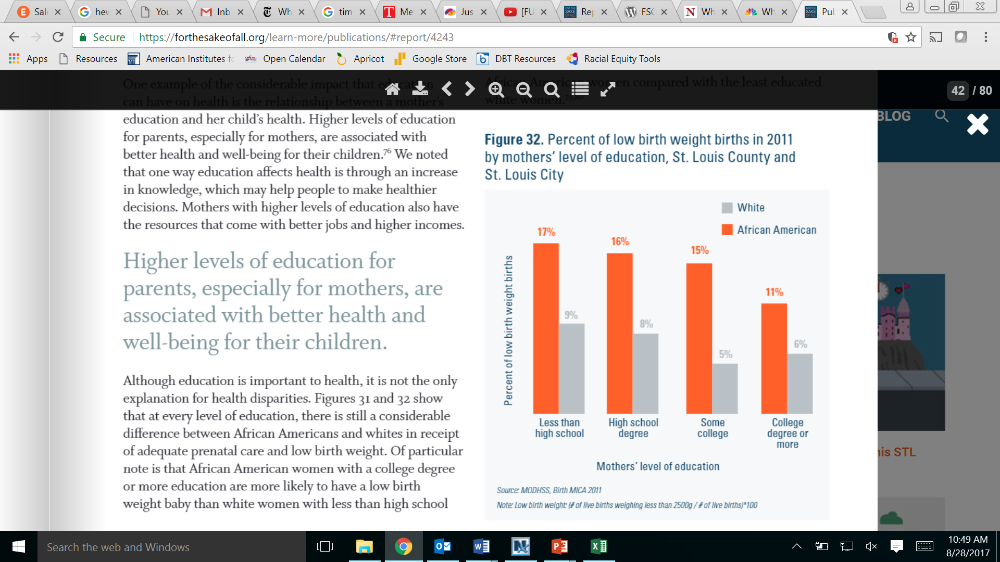 Sal
hev
You
Inb
Wh
tim
Me
Jus
[FU
Rep
FSC
Wh
Wh
Pub
Secure
https://forthesakeofall.org/learn-more/publications/#report/4243
Apps
Resources
American Institutes fo
Open Calendar
Apricot
Google Store
DBT Resources
Racial Equity Tools
42 / 80
BLOG
One example of the considerable impact that education
can have on health is the relationship between a mother's
education and her child's health. Higher levels of education
for parents, especially for mothers, are associated with
better health and well-being for their children.76 We noted
that one way education affects health is through an increase
in knowledge, which may help people to make healthier
decisions. Mothers with higher levels of education also have
the resources that come with better jobs and higher incomes.
Higher levels of education for
parents, especially for mothers, are
associated with better health and
well-being for their children.
Although education is important to health, it is not the only
explanation for health disparities. Figures 31 and 32 show
that at every level of education, there is still a considerable
difference between African Americans and whites in receipt
of adequate prenatal care and low birth weight. Of particular
note is that African American women with a college degree
or more education are more likely to have a low birth
weight baby than white women with less than high school
African American women compared with the least educated
white women.79,80
Figure 32. Percent of low birth weight births in 2011
by mothers' level of education, St. Louis County and
St. Louis City
White
African American
Percent of low birth weight births
17%
9%
16%
8%
15%
5%
11%
6%
Less than
high school
High school
degree
Some
college
College
degree or
more
Mothers' level of education
Source: MODHSS, Birth MICA 2011
Note: Low birth weight: (# of live births weighing less than 2500g / # of live births)*100
his STL
Search the web and Windows
10:49 AM
8/28/2017